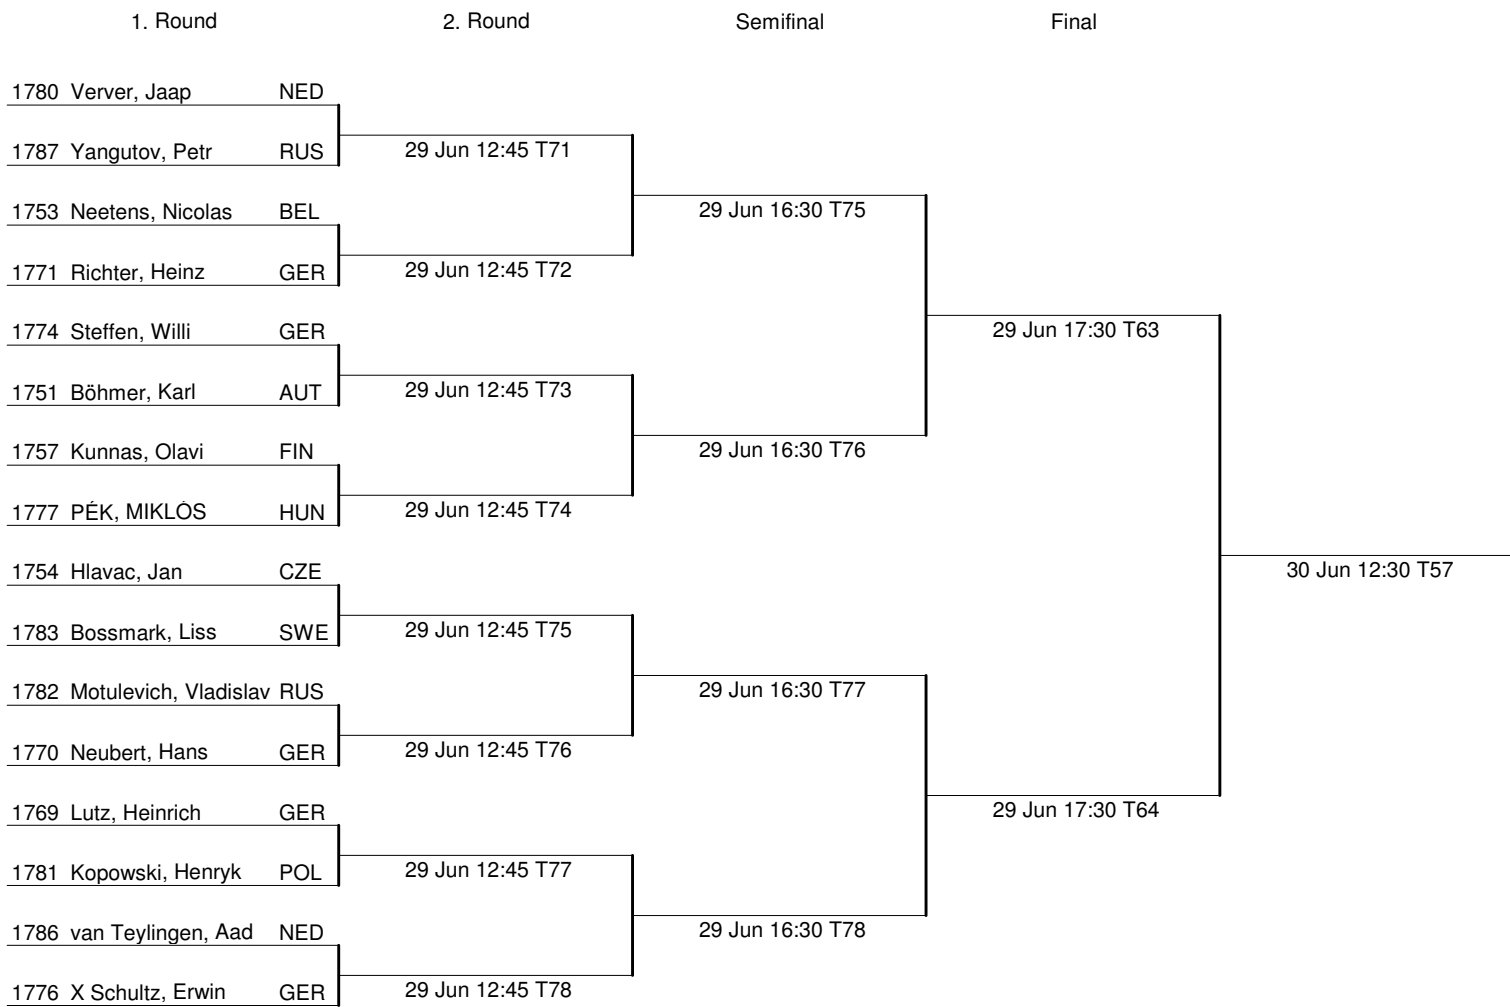 1. Round 2. Round Semifinal Final
1780 Verver, Jaap NED
1787 Yangutov, Petr RUS 29 Jun 12:45 T71
1753 Neetens, Nicolas BEL 29 Jun 16:30 T75
1771 Richter, Heinz GER 29 Jun 12:45 T72
1774 Steffen, Willi GER 29 Jun 17:30 T63
1751 Böhmer, Karl AUT 29 Jun 12:45 T73
1757 Kunnas, Olavi FIN 29 Jun 16:30 T76
1777 PÉK, MIKLÓS HUN 29 Jun 12:45 T74
1754 Hlavac, Jan CZE 30 Jun 12:30 T57
1783 Bossmark, Liss SWE 29 Jun 12:45 T75
1782 Motulevich, Vladislav RUS 29 Jun 16:30 T77
1770 Neubert, Hans GER 29 Jun 12:45 T76
1769 Lutz, Heinrich GER 29 Jun 17:30 T64
1781 Kopowski, Henryk POL 29 Jun 12:45 T77
1786 van Teylingen, Aad NED 29 Jun 16:30 T78
1776 X Schultz, Erwin GER 29 Jun 12:45 T78